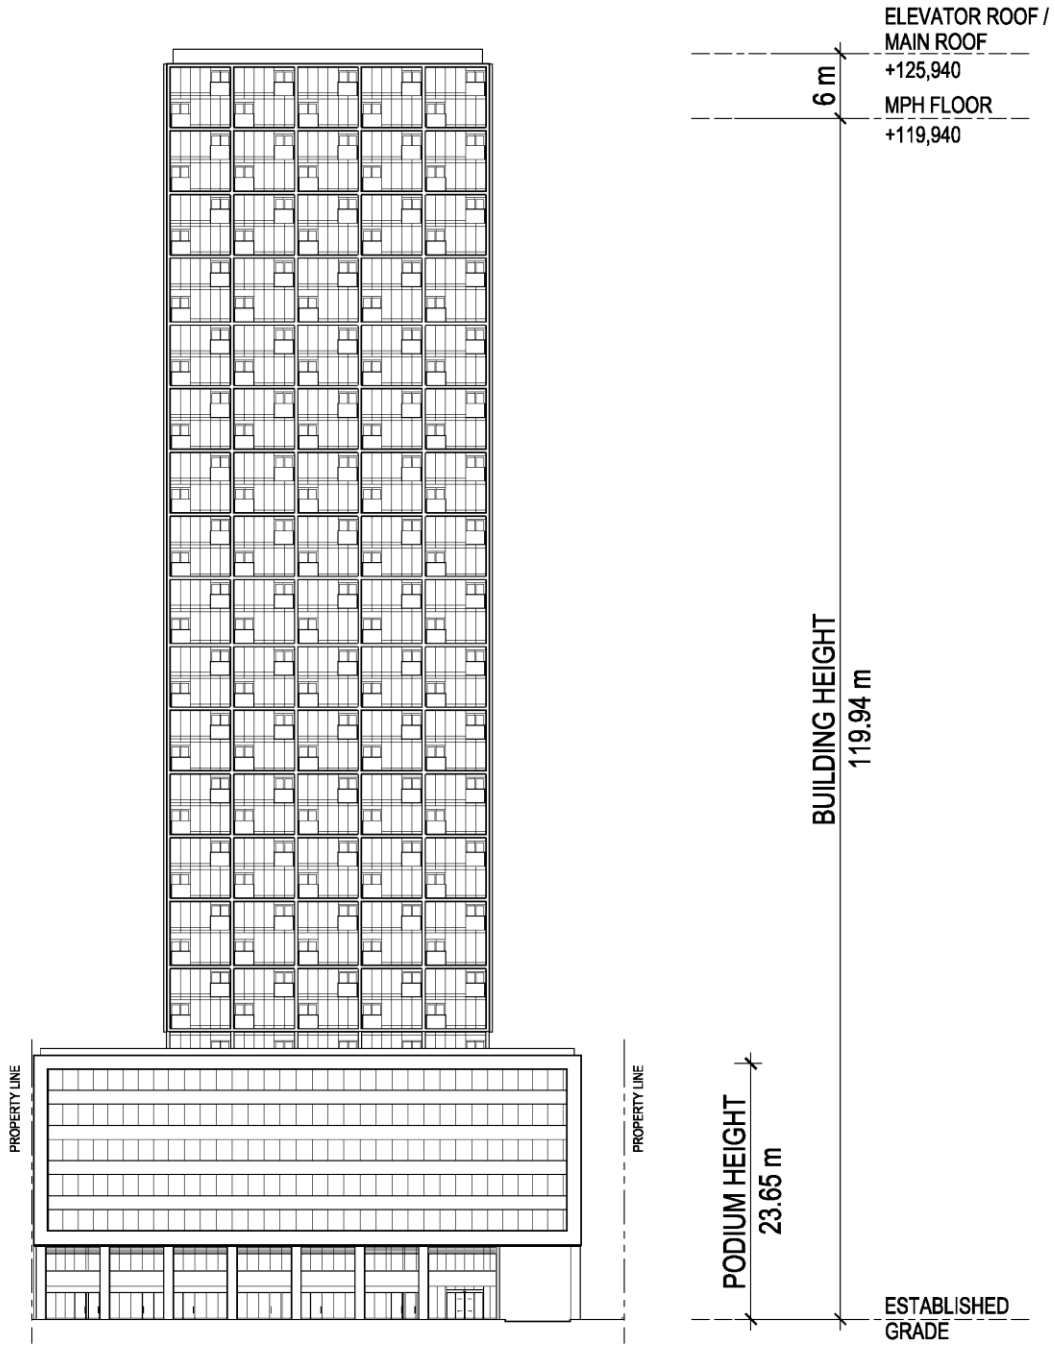 ELEVATOR ROOF /
MAIN ROOF
+125,940
6 m
MPH FLOOR
+119,940
BUILDING HEIGHT
119.94 m
PROPERTY LINE
PROPERTY LINE
PODIUM HEIGHT
23.65 m
ESTABLISHED
GRADE